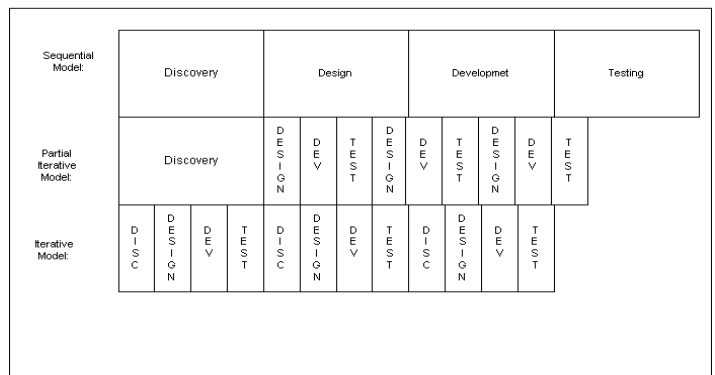 Sequential
Model:
Discovery
Design
Developmet
Testing
Partial
Iterative
Model:
Discovery
DESIGN
DEV
TEST
DESIGN
DEV
TEST
DESIGN
DEV
TEST
Iterative
Model:
DISC
DESIGN
DEV
TEST
DISC
DESIGN
DEV
TEST
DISC
DESIGN
DEV
TEST